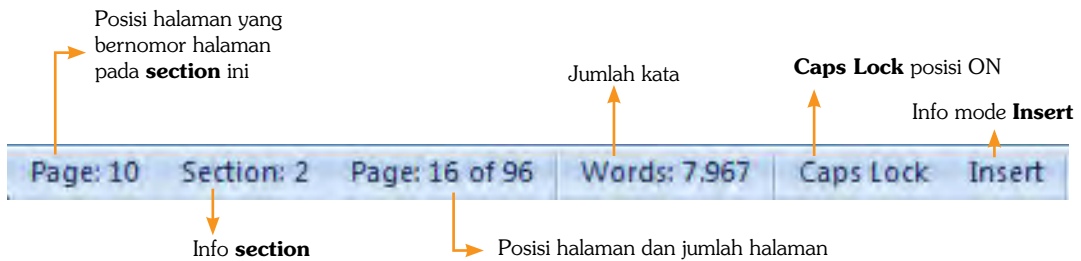 Posisi halaman yang
bernomor halaman
pada section ini
Jumlah kata
Caps Lock posisi ON
Info mode Insert
Page: 10 Section: 2 Page: 16 of 96 Words: 7.967 Caps Lock Insert
Info section
Posisi halaman dan jumlah halaman